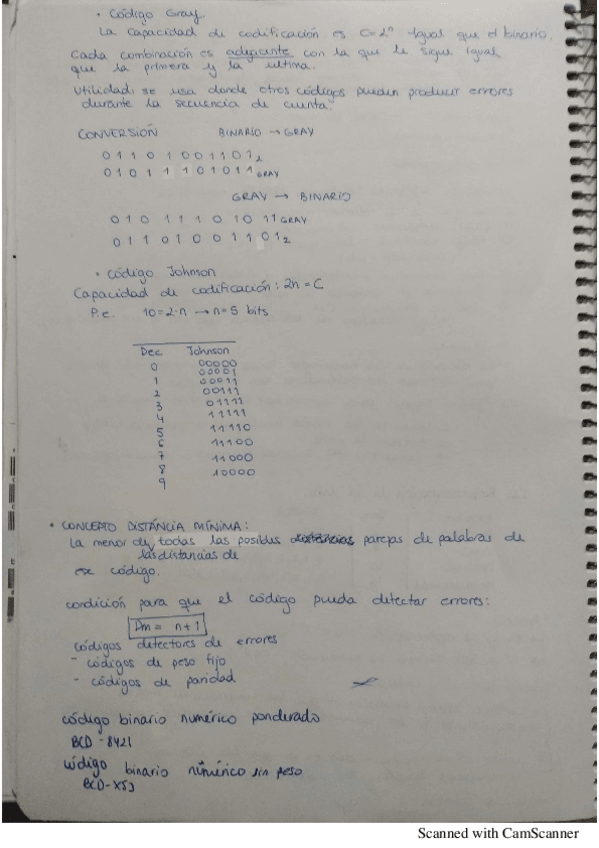 • Código Gray
La capacidad de codificación es C=2ⁿ igual que el binario.
Cada combinación es adyacente con la que le sigue igual
que la primera y la ultima.
Utilidad: se usa donde otros códigos pueden producir errores
durante la secuencia de cuenta.
CONVERSIÓN BINARIO → GRAY
0 1 1 0 1 0 0 1 1 0 1₂
0 1 0 1 1 1 1 0 1 0 1 1 GRAY
GRAY → BINARIO
0 1 0 1 1 1 0 1 0 1 1 GRAY
0 1 1 0 1 0 0 1 1 0 1₂
• Código Johnson
Capacidad de codificación: 2n = C
P.e. 10=2·n → n=5 bits
Dec Johnson
0 00000
1 00001
2 00011
3 00111
4 01111
5 11111
6 11110
7 11100
8 11000
9 10000
• CONCEPTO DISTÁNCIA MÍNIMA:
La menor de todas las posibles distáncias parejas de palabras de
las distancias de
ese código.
condición para que el código pueda detectar errores:
Dm = n+1
códigos detectores de errores
- códigos de peso fijo
- códigos de paridad
código binario numérico ponderado
BCD - 8421
código binario numérico sin peso
BCD-XS3
Scanned with CamScanner